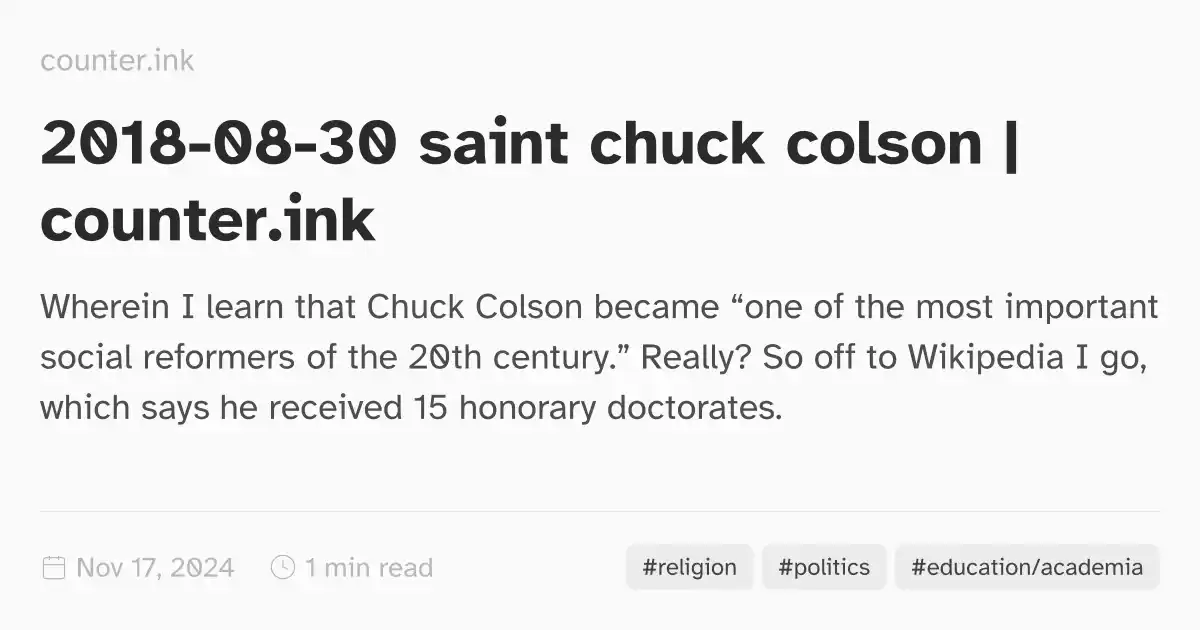 counter.ink
2018-08-30 saint chuck colson |
counter.ink
Wherein I learn that Chuck Colson became “one of the most important
social reformers of the 20th century.” Really? So off to Wikipedia I go,
which says he received 15 honorary doctorates.
Nov 17, 2024 1 min read #religion #politics #education/academia